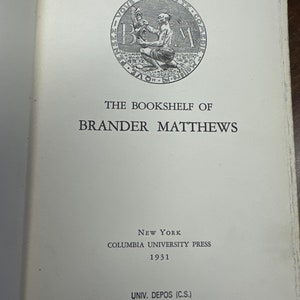 B M
THE BOOKSHELF OF
BRANDER MATTHEWS
NEW YORK
COLUMBIA UNIVERSITY PRESS
1931
UNIV. DEPOS (C.S.)